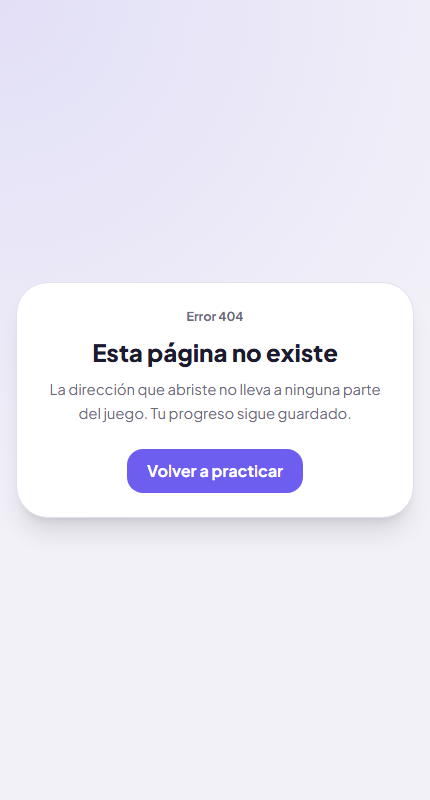 Error 404
Esta página no existe
La dirección que abriste no lleva a ninguna parte
del juego. Tu progreso sigue guardado.
Volver a practicar